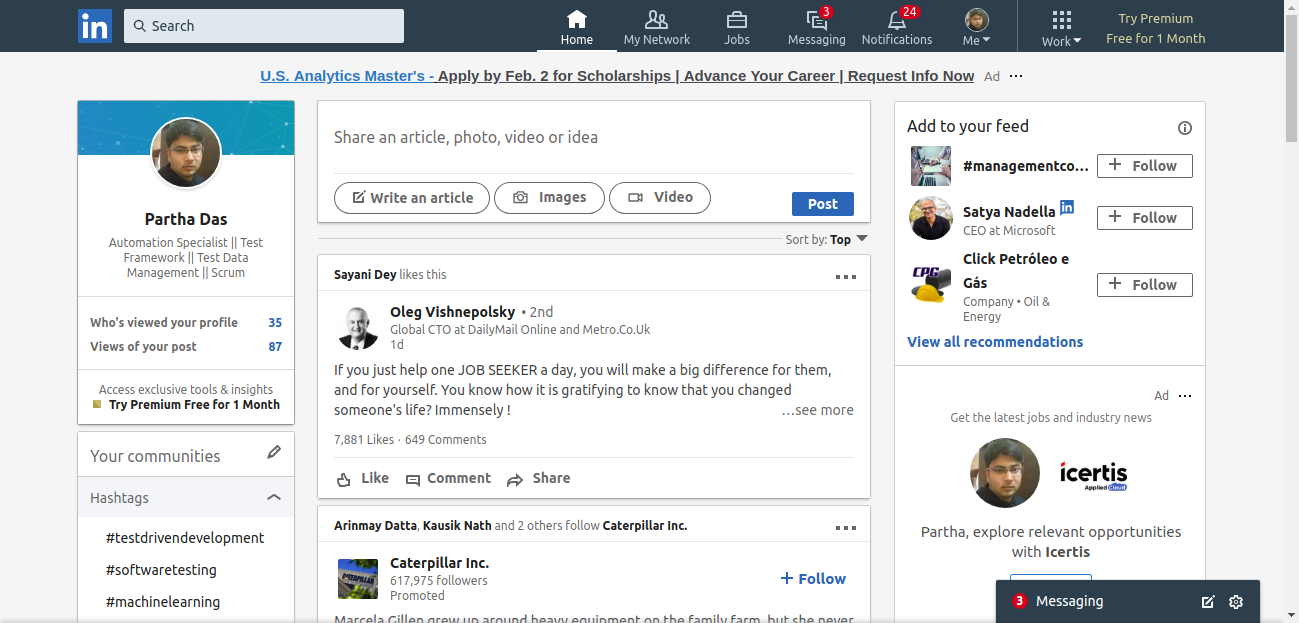 in
Search
Home
My Network
Jobs
3
Messaging
24
Notifications
Me
Work
Try Premium
Free for 1 Month
U.S. Analytics Master's - Apply by Feb. 2 for Scholarships | Advance Your Career | Request Info Now Ad
Partha Das
Automation Specialist || Test
Framework || Test Data
Management || Scrum
Who's viewed your profile 35
Views of your post 87
Access exclusive tools & insights
Try Premium Free for 1 Month
Your communities
Hashtags
#testdrivendevelopment
#softwaretesting
#machinelearning
Share an article, photo, video or idea
Write an article
Images
Video
Post
Sort by: Top
Sayani Dey likes this
Oleg Vishnepolsky • 2nd
Global CTO at DailyMail Online and Metro.Co.Uk
1d
If you just help one JOB SEEKER a day, you will make a big difference for them,
and for yourself. You know how it is gratifying to know that you changed
someone's life? Immensely !
...see more
7,881 Likes · 649 Comments
Like
Comment
Share
Arinmay Datta, Kausik Nath and 2 others follow Caterpillar Inc.
CATERPILLAR
Caterpillar Inc.
617,975 followers
Promoted
+ Follow
Marcela Gillen grew up around heavy equipment on the family farm, but she never
Add to your feed
#managementco...
+ Follow
Satya Nadella in
CEO at Microsoft
+ Follow
CPG
Click Petróleo e
Gás
Company • Oil &
Energy
+ Follow
View all recommendations
Ad
Get the latest jobs and industry news
icertis
Applied Cloud
Partha, explore relevant opportunities
with Icertis
3 Messaging